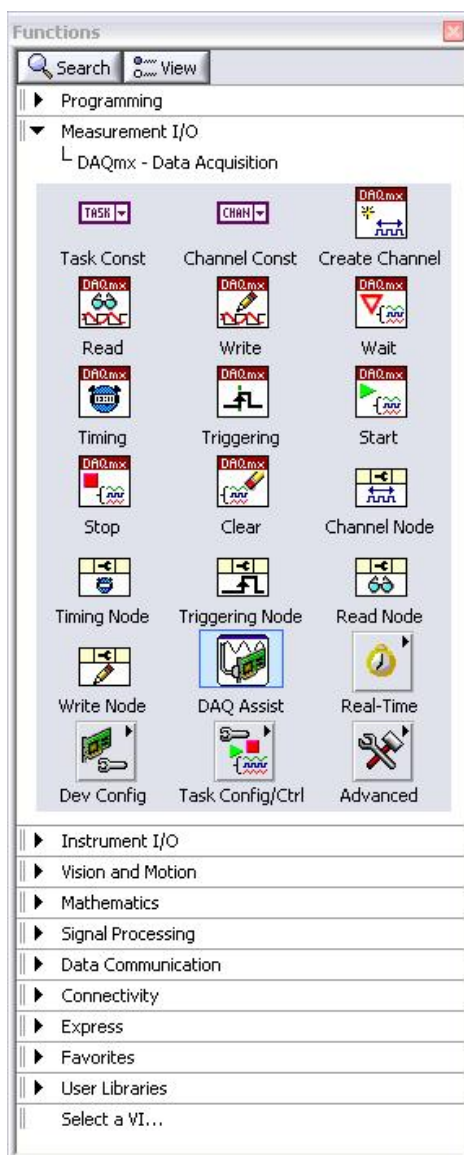 Functions
Search View
Programming
Measurement I/O
DAQmx - Data Acquisition
TASK CHAN DAQmx
Task Const Channel Const Create Channel
DAQmx DAQmx DAQmx
Read Write Wait
DAQmx DAQmx DAQmx
Timing Triggering Start
DAQmx DAQmx
Stop Clear Channel Node
Timing Node Triggering Node Read Node
Write Node DAQ Assist Real-Time
Dev Config Task Config/Ctrl Advanced
Instrument I/O
Vision and Motion
Mathematics
Signal Processing
Data Communication
Connectivity
Express
Favorites
User Libraries
Select a VI...